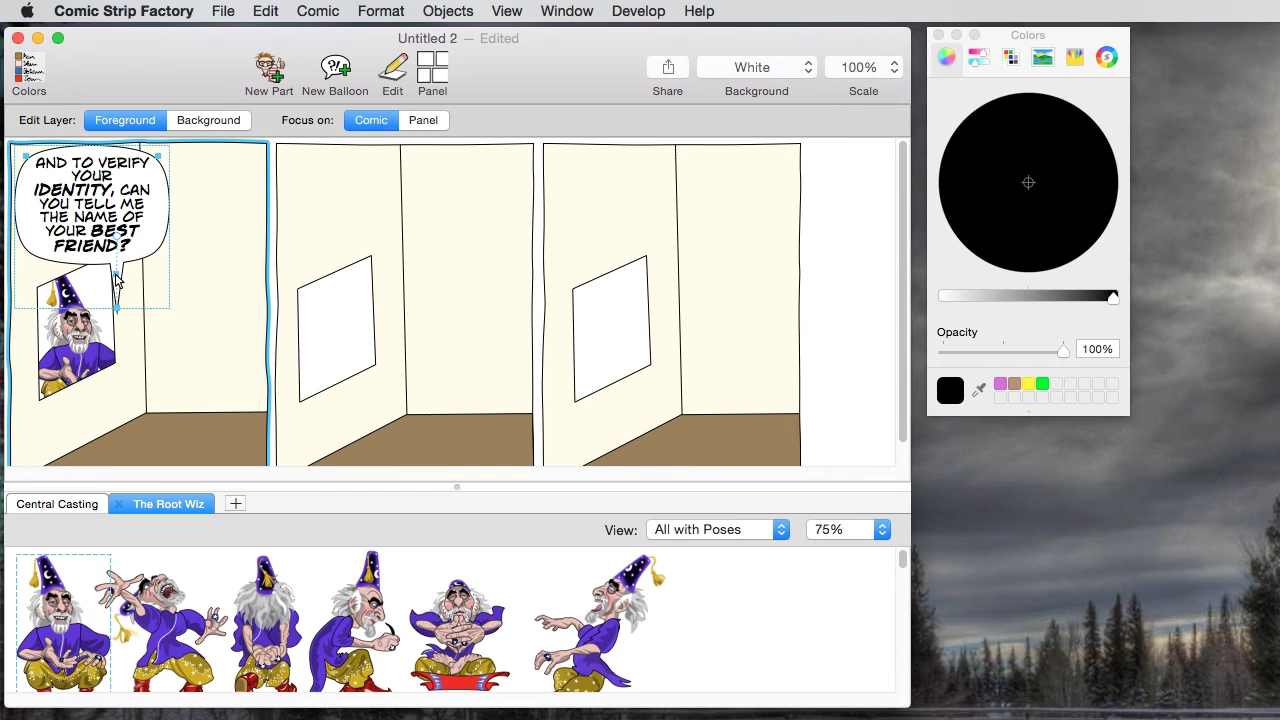 Comic Strip Factory File Edit Comic Format Objects View Window Develop Help
Untitled 2 — Edited
Colors
White
100%
Colors
New Part
New Balloon
Edit
Panel
Share
Background
Scale
Edit Layer:
Foreground
Background
Focus on:
Comic
Panel
AND TO VERIFY
YOUR
IDENTITY, CAN
YOU TELL ME
THE NAME OF
YOUR BEST
FRIEND?
Opacity
100%
Central Casting
The Root Wiz
View:
All with Poses
75%